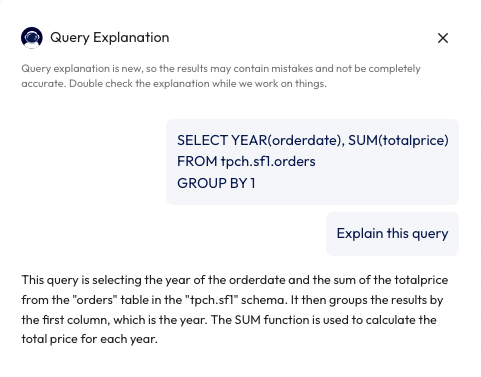 Query Explanation
Query explanation is new, so the results may contain mistakes and not be completely
accurate. Double check the explanation while we work on things.
SELECT YEAR(orderdate), SUM(totalprice)
FROM tpch.sf1.orders
GROUP BY 1
Explain this query
This query is selecting the year of the orderdate and the sum of the totalprice
from the "orders" table in the "tpch.sf1" schema. It then groups the results by
the first column, which is the year. The SUM function is used to calculate the
total price for each year.